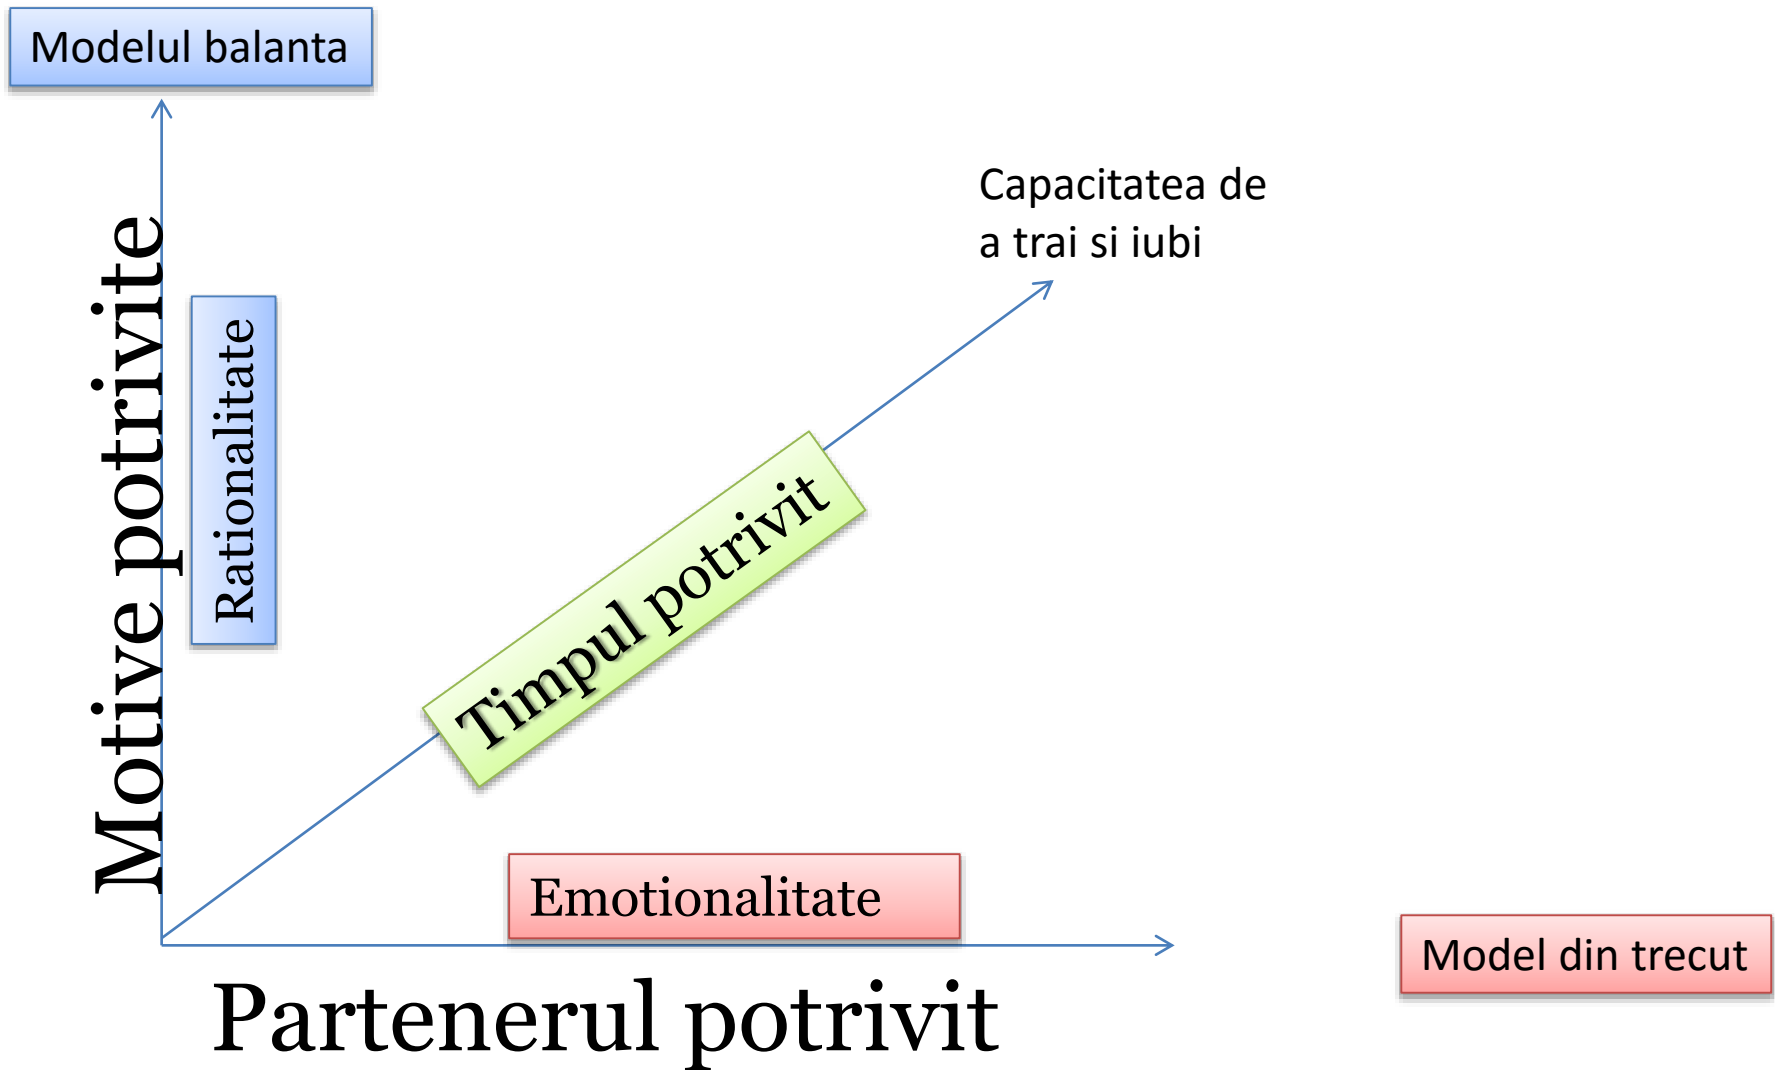 Modelul balanta
Capacitatea de
a trai si iubi
Motive potrivite
Rationalitate
Timpul potrivit
Emotionalitate
Model din trecut
Partenerul potrivit